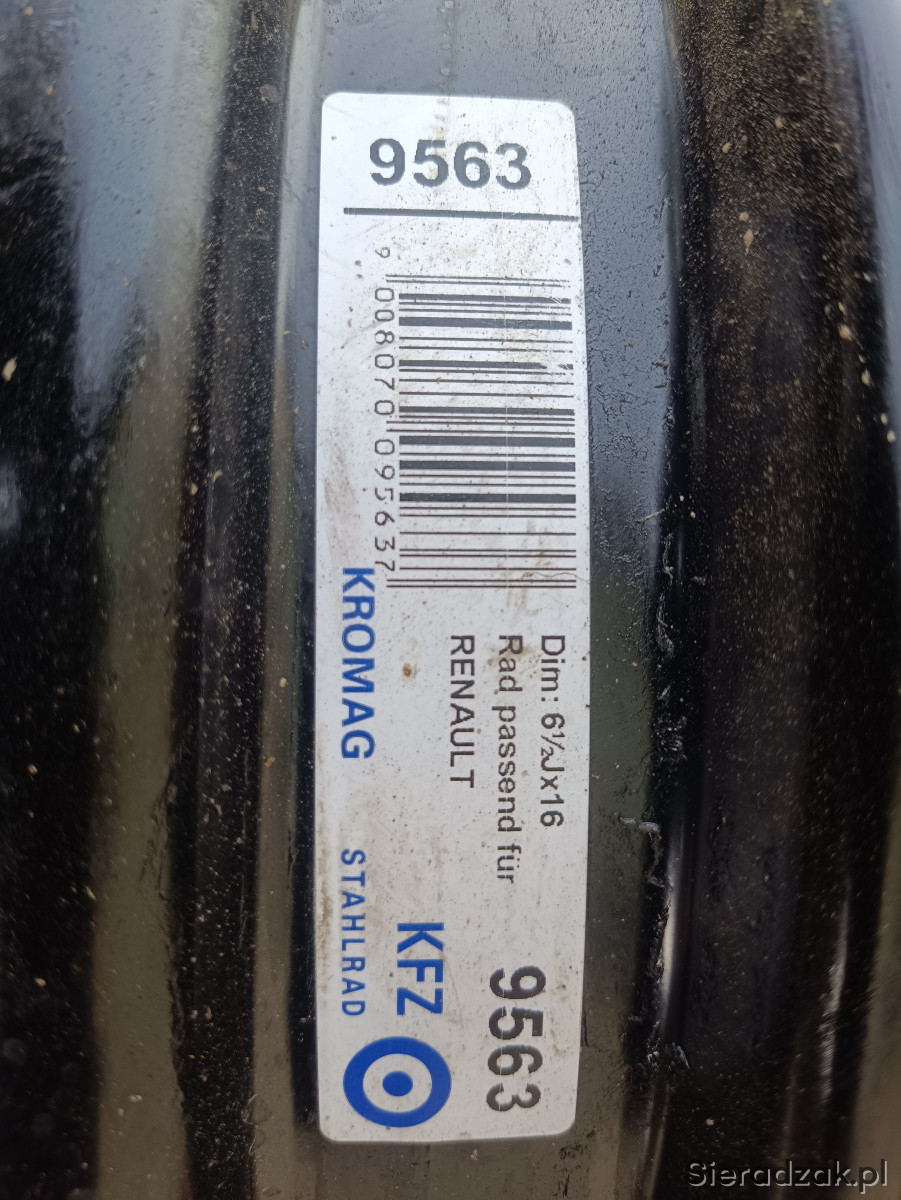 9563
9 008070 095637
Dim: 6½Jx16
Rad passend für
RENAULT
9563
KROMAG
KFZ
STAHLRAD
Sieradzak.pl